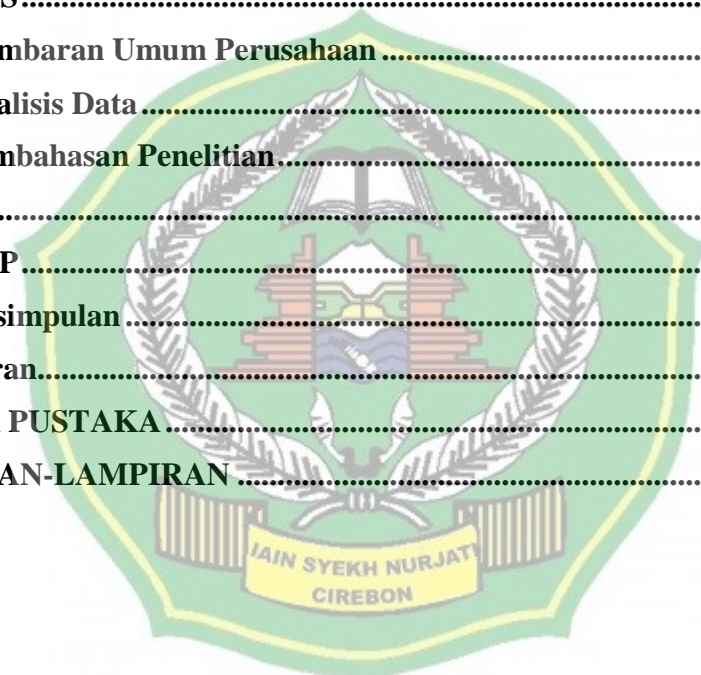 S
mbaran Umum Perusahaan
alisis Data
mbahasan Penelitian
P
simpulan
ran
PUSTAKA
AN-LAMPIRAN
IAIN SYEKH NURJATI
CIREBON